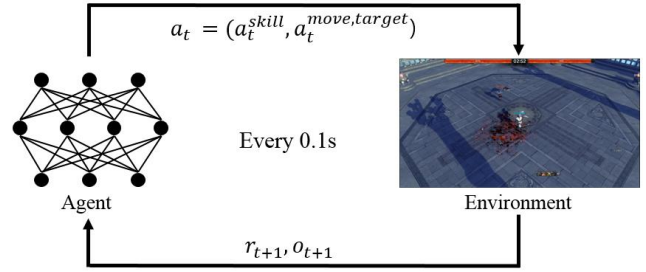 a_t = (a_t^{skill}, a_t^{move,target})
Every 0.1s
Agent
Environment
r_{t+1}, o_{t+1}